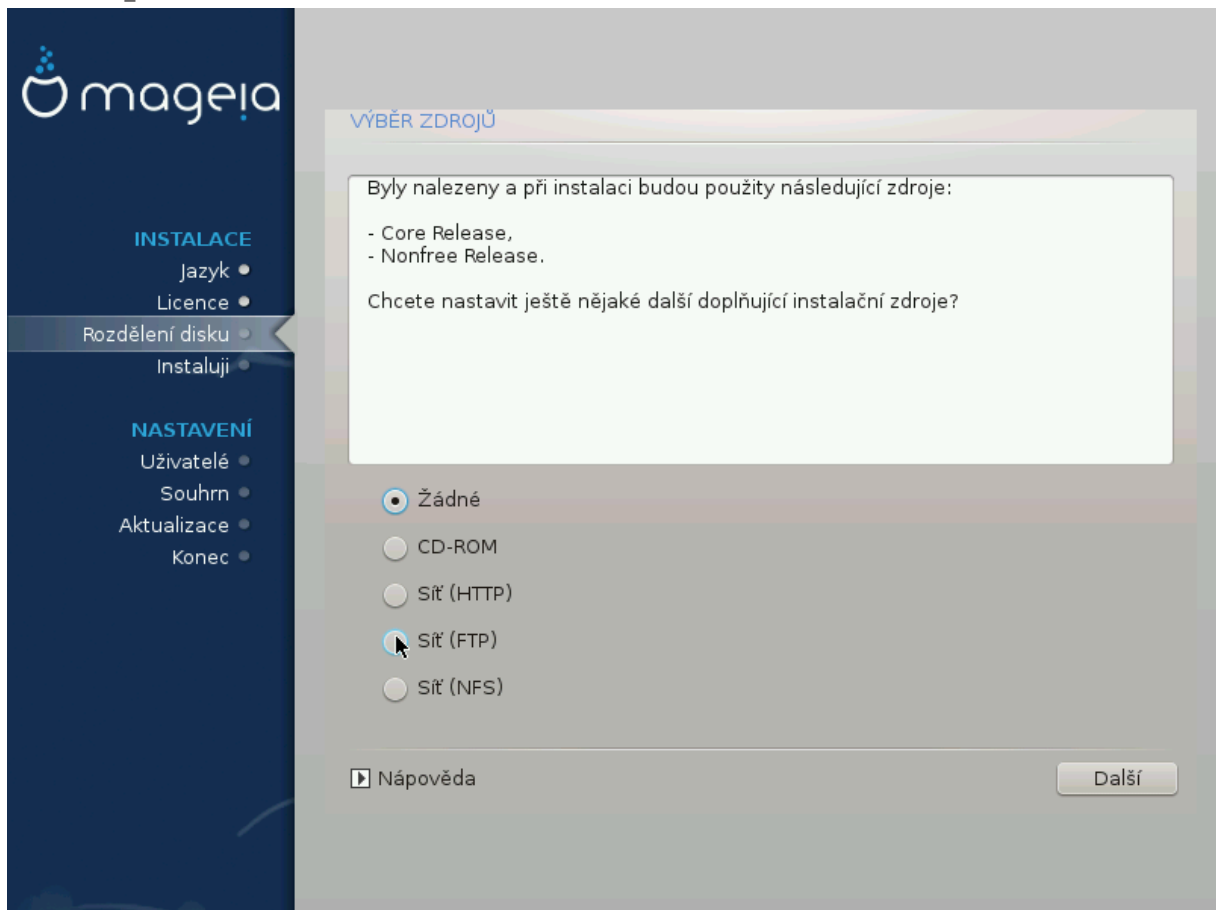 mageia
INSTALACE
Jazyk
Licence
Rozdělení disku
Instaluji
NASTAVENÍ
Uživatelé
Souhrn
Aktualizace
Konec
VÝBĚR ZDROJŮ
Byly nalezeny a při instalaci budou použity následující zdroje:
- Core Release,
- Nonfree Release.
Chcete nastavit ještě nějaké další doplňující instalační zdroje?
Žádné
CD-ROM
Síť (HTTP)
Síť (FTP)
Síť (NFS)
Nápověda
Další